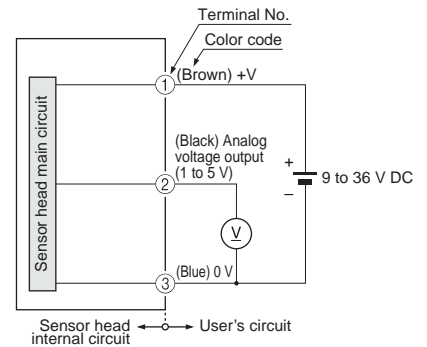 Terminal No.
Color code
1 (Brown) +V
(Black) Analog
voltage output
2 (1 to 5 V)
Sensor head main circuit
+
9 to 36 V DC
–
V
3 (Blue) 0 V
Sensor head
internal circuit
User's circuit